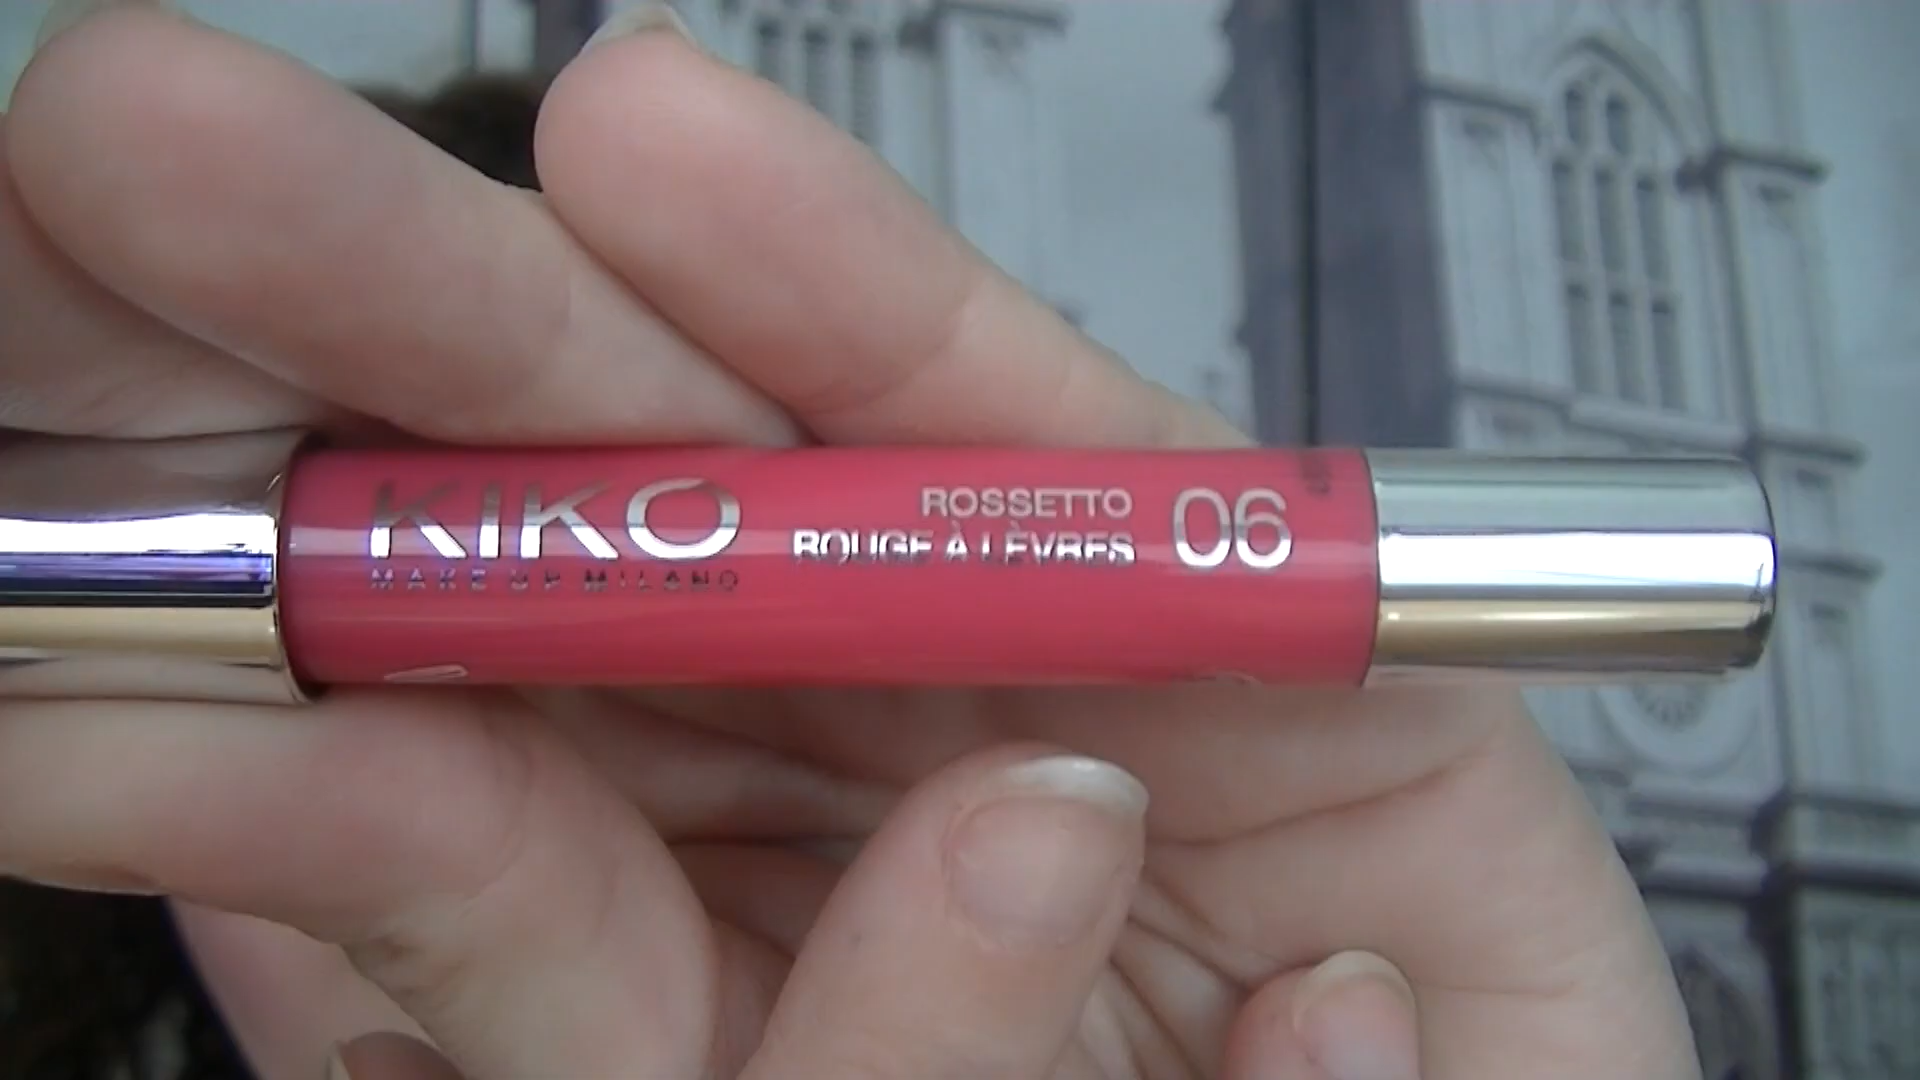 KIKO
MAKE UP MILANO
ROSSETTO
ROUGE À LÈVRES
06